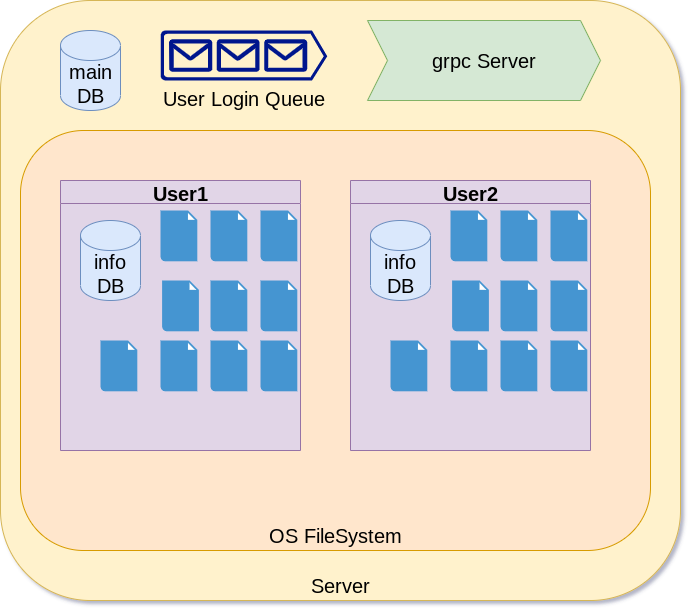 main
DB
User Login Queue
grpc Server
User1
info
DB
User2
info
DB
OS FileSystem
Server